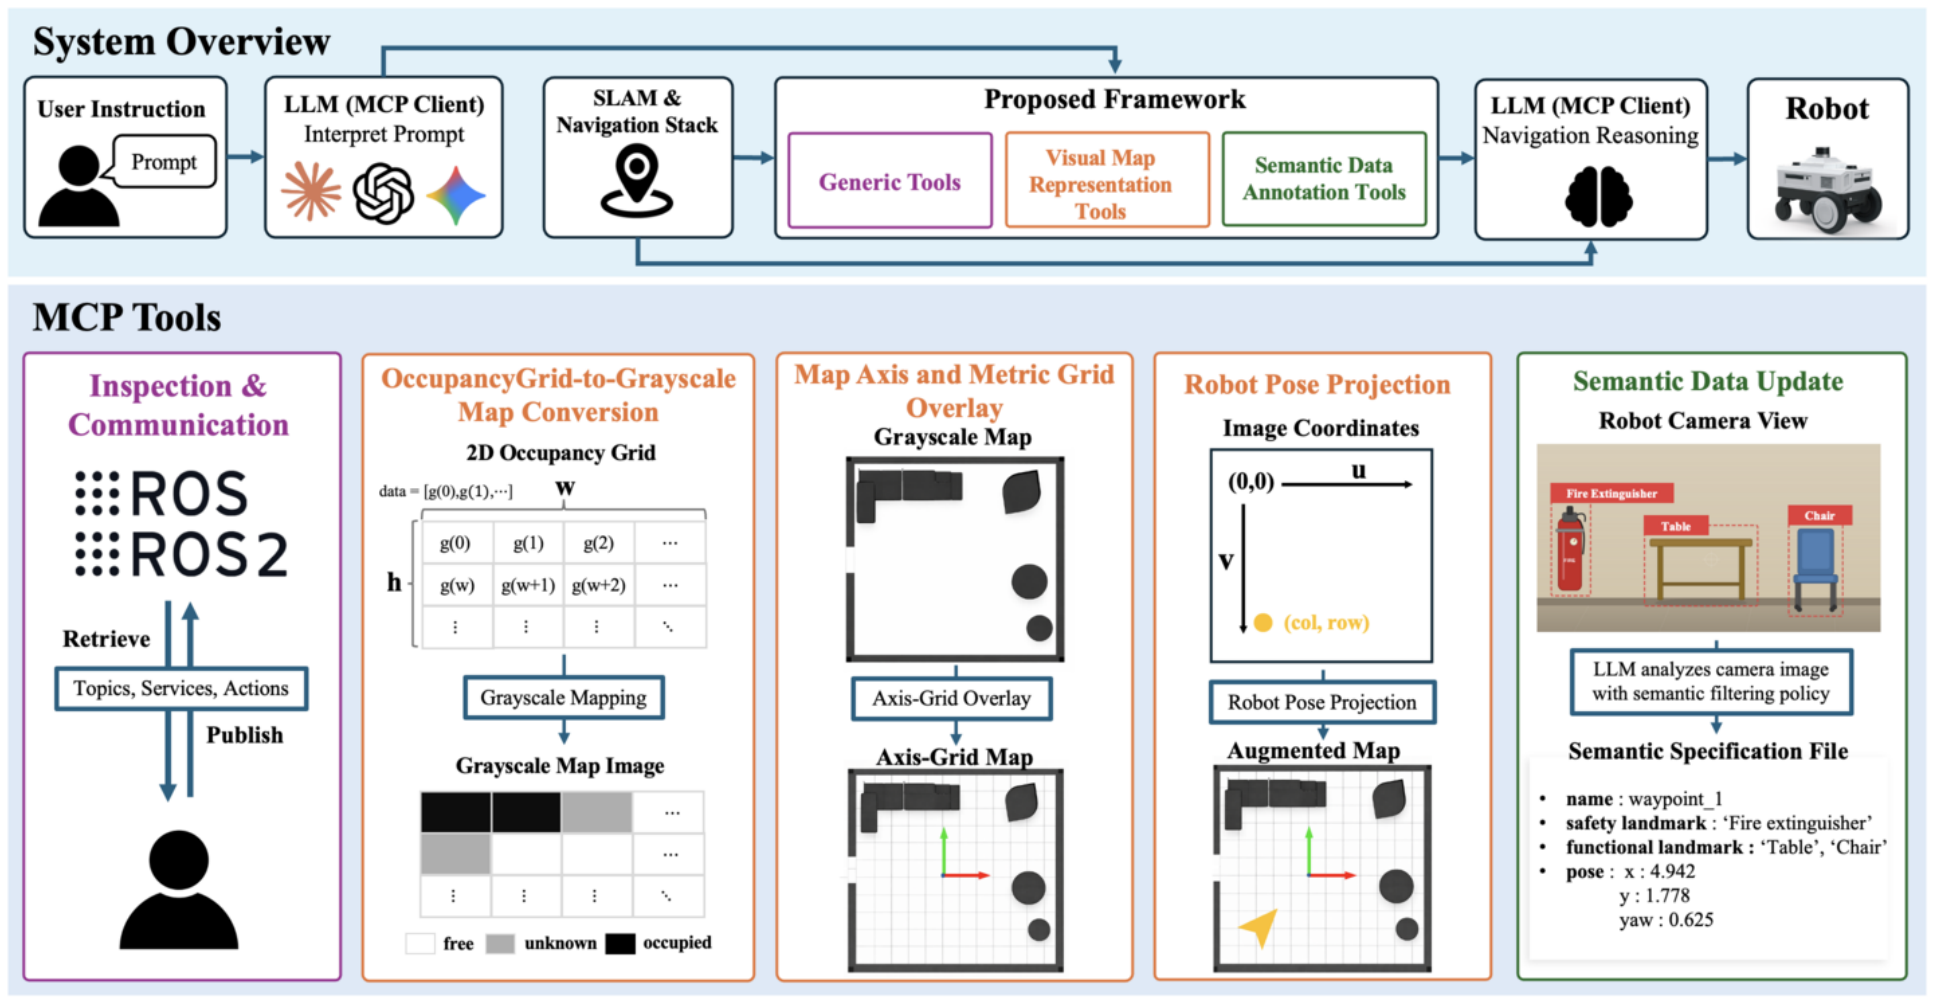 System Overview
User Instruction
Prompt
LLM (MCP Client)
Interpret Prompt
SLAM &
Navigation Stack
Proposed Framework
Generic Tools
Visual Map
Representation
Tools
Semantic Data
Annotation Tools
LLM (MCP Client)
Navigation Reasoning
Robot
MCP Tools
Inspection &
Communication
ROS
ROS2
Retrieve
Topics, Services, Actions
Publish
OccupancyGrid-to-Grayscale
Map Conversion
2D Occupancy Grid
data = [g(0),g(1),⋯]
w
h
g(0) g(1) g(2) ⋯
g(w) g(w+1) g(w+2) ⋯
⋮ ⋮ ⋮ ⋱
Grayscale Mapping
Grayscale Map Image
⋯
⋯
⋮ ⋮ ⋮ ⋱
free unknown occupied
Map Axis and Metric Grid
Overlay
Grayscale Map
Axis-Grid Overlay
Axis-Grid Map
Robot Pose Projection
Image Coordinates
(0,0) u
v
(col, row)
Robot Pose Projection
Augmented Map
Semantic Data Update
Robot Camera View
Fire Extinguisher
Table
Chair
LLM analyzes camera image
with semantic filtering policy
Semantic Specification File
• name : waypoint_1
• safety landmark : ‘Fire extinguisher’
• functional landmark : ‘Table’, ‘Chair’
• pose : x : 4.942
y : 1.778
yaw : 0.625